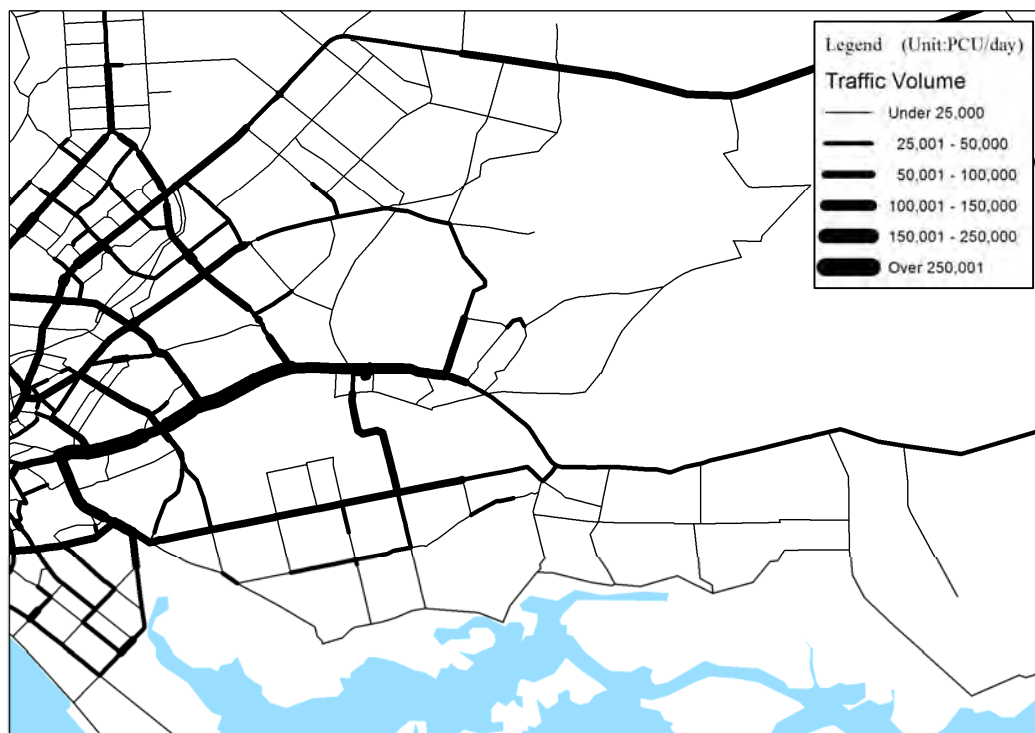 Legend (Unit:PCU/day)
Traffic Volume
Under 25,000
25,001 - 50,000
50,001 - 100,000
100,001 - 150,000
150,001 - 250,000
Over 250,001